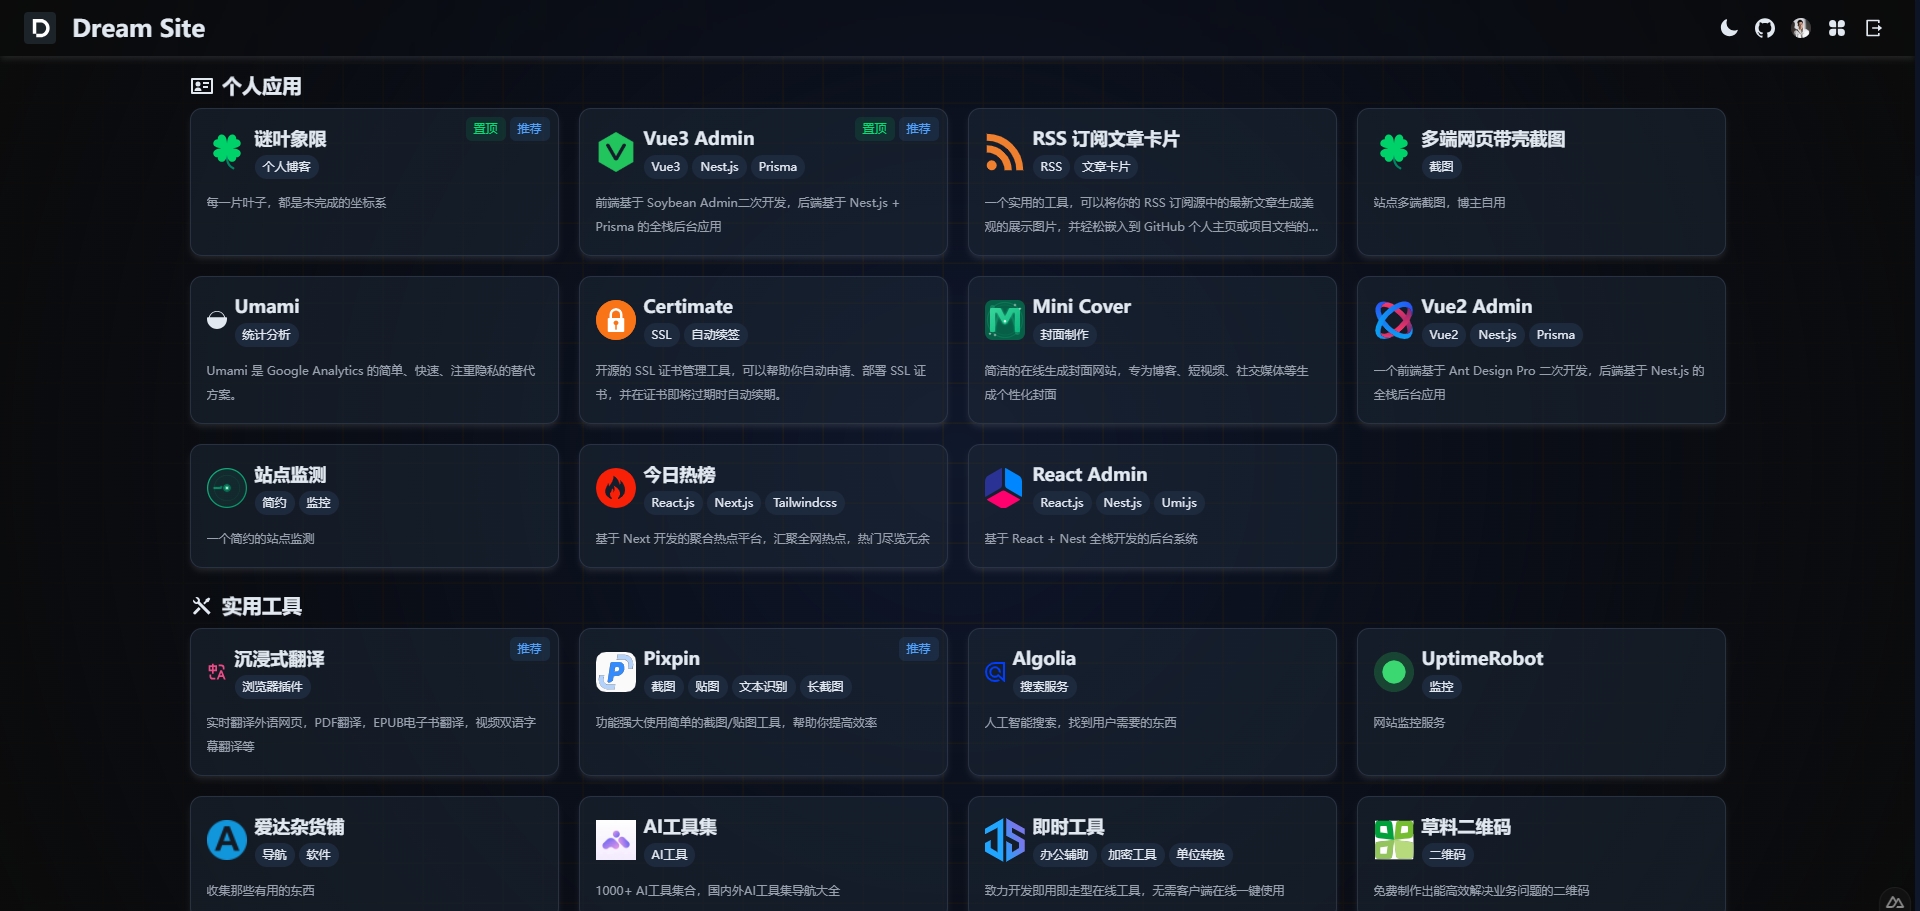 D Dream Site
个人应用
谜叶象限
置顶 推荐
个人博客
每一片叶子，都是未完成的坐标系
Vue3 Admin
置顶 推荐
Vue3 Nest.js Prisma
前端基于 Soybean Admin二次开发，后端基于 Nest.js +
Prisma 的全栈后台应用
RSS 订阅文章卡片
RSS 文章卡片
一个实用的工具，可以将你的 RSS 订阅源中的最新文章生成美
观的展示图片，并轻松嵌入到 GitHub 个人主页或项目文档的...
多端网页带壳截图
截图
站点多端截图，博主自用
Umami
统计分析
Umami 是 Google Analytics 的简单、快速、注重隐私的替代
方案。
Certimate
SSL 自动续签
开源的 SSL 证书管理工具，可以帮助你自动申请、部署 SSL 证
书，并在证书即将过期时自动续期。
Mini Cover
封面制作
简洁的在线生成封面网站，专为博客、短视频、社交媒体等生
成个性化封面
Vue2 Admin
Vue2 Nest.js Prisma
一个前端基于 Ant Design Pro 二次开发，后端基于 Nest.js 的
全栈后台应用
站点监测
简约 监控
一个简约的站点监测
今日热榜
React.js Next.js Tailwindcss
基于 Next 开发的聚合热点平台，汇聚全网热点，热门尽览无余
React Admin
React.js Nest.js Umi.js
基于 React + Nest 全栈开发的后台系统
实用工具
沉浸式翻译
推荐
浏览器插件
实时翻译外语网页，PDF翻译，EPUB电子书翻译，视频双语字
幕翻译等
Pixpin
推荐
截图 贴图 文本识别 长截图
功能强大使用简单的截图/贴图工具，帮助你提高效率
Algolia
搜索服务
人工智能搜索，找到用户需要的东西
UptimeRobot
监控
网站监控服务
爱达杂货铺
导航 软件
收集那些有用的东西
AI工具集
AI工具
1000+ AI工具集合，国内外AI工具集导航大全
即时工具
办公辅助 加密工具 单位转换
致力开发即用即走型在线工具，无需客户端在线一键使用
草料二维码
二维码
免费制作出能高效解决业务问题的二维码